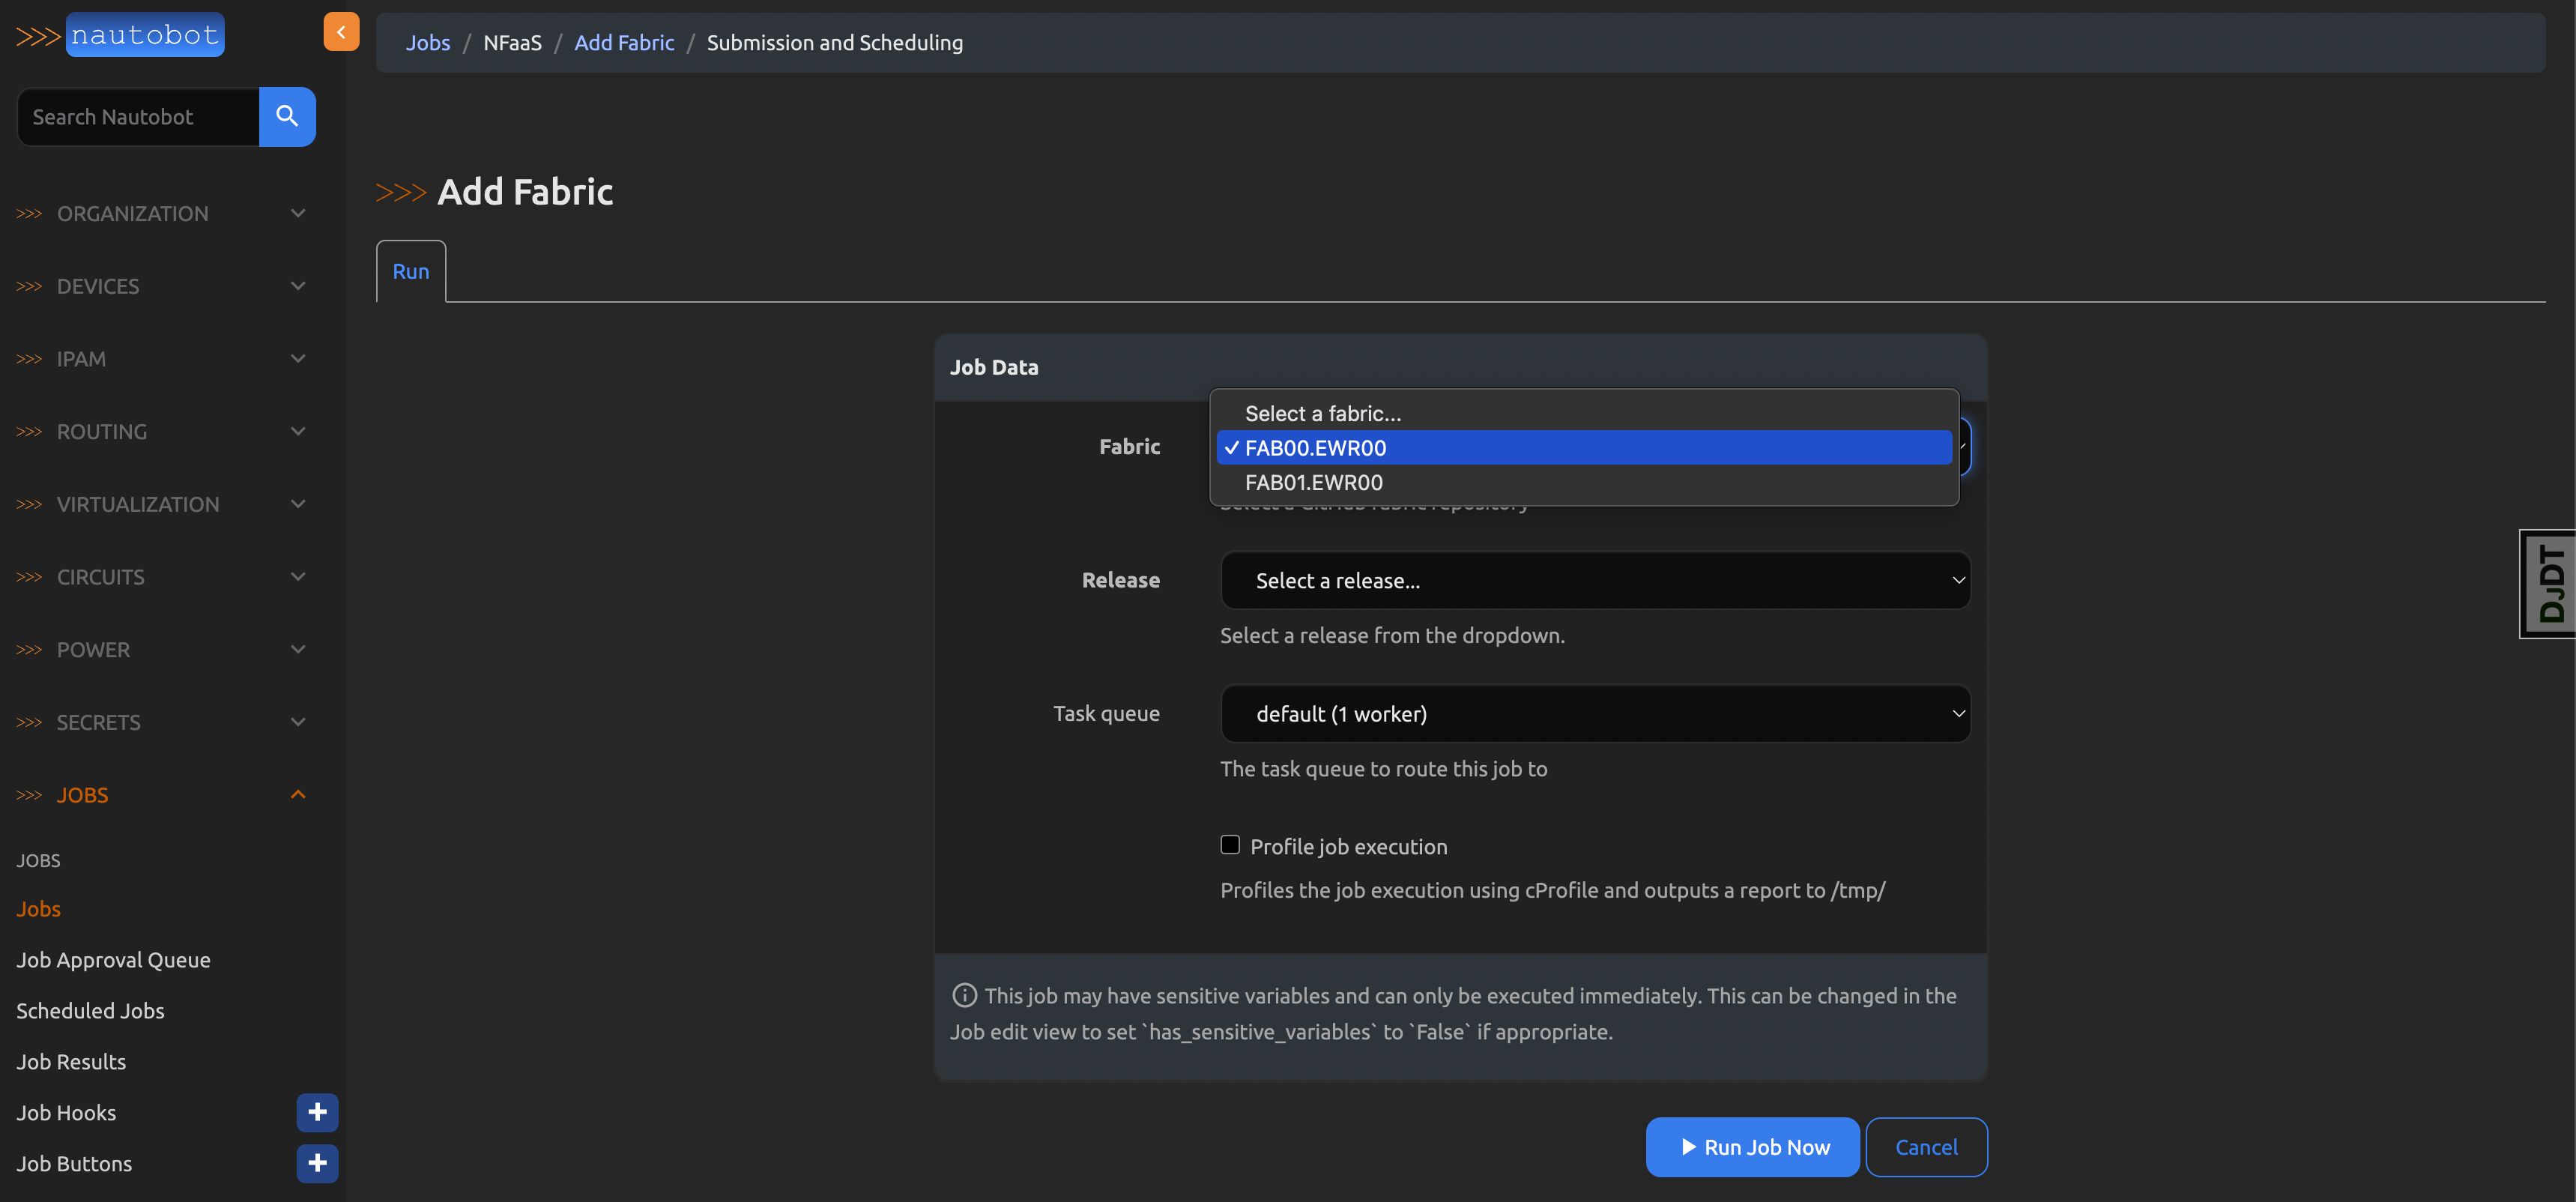 >>> nautobot
Jobs / NFaaS / Add Fabric / Submission and Scheduling
Search Nautobot
>>> Add Fabric
>>> ORGANIZATION
Run
>>> DEVICES
>>> IPAM
>>> ROUTING
>>> VIRTUALIZATION
>>> CIRCUITS
>>> POWER
>>> SECRETS
>>> JOBS
JOBS
Jobs
Job Approval Queue
Scheduled Jobs
Job Results
Job Hooks
Job Buttons
Job Data
Fabric
Select a fabric...
✓ FAB00.EWR00
FAB01.EWR00
Select a GitHub fabric repository
Release
Select a release...
Select a release from the dropdown.
Task queue
default (1 worker)
The task queue to route this job to
Profile job execution
Profiles the job execution using cProfile and outputs a report to /tmp/
This job may have sensitive variables and can only be executed immediately. This can be changed in the
Job edit view to set `has_sensitive_variables` to `False` if appropriate.
Run Job Now
Cancel
DJDT